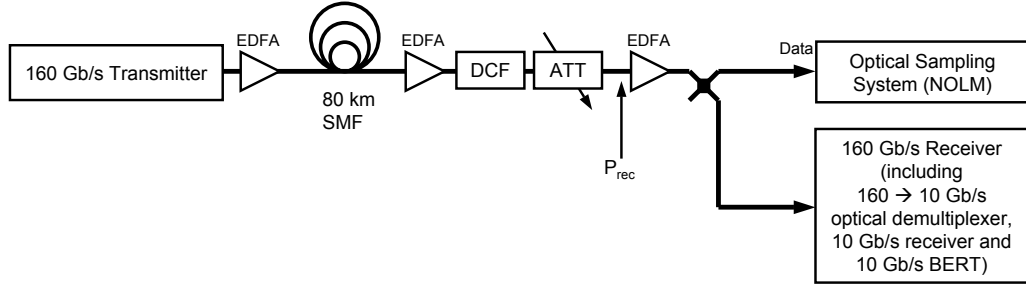 160 Gb/s Transmitter
EDFA
80 km
SMF
EDFA
DCF
ATT
P_rec
EDFA
Data
Optical Sampling
System (NOLM)
160 Gb/s Receiver
(including
160 → 10 Gb/s
optical demultiplexer,
10 Gb/s receiver and
10 Gb/s BERT)